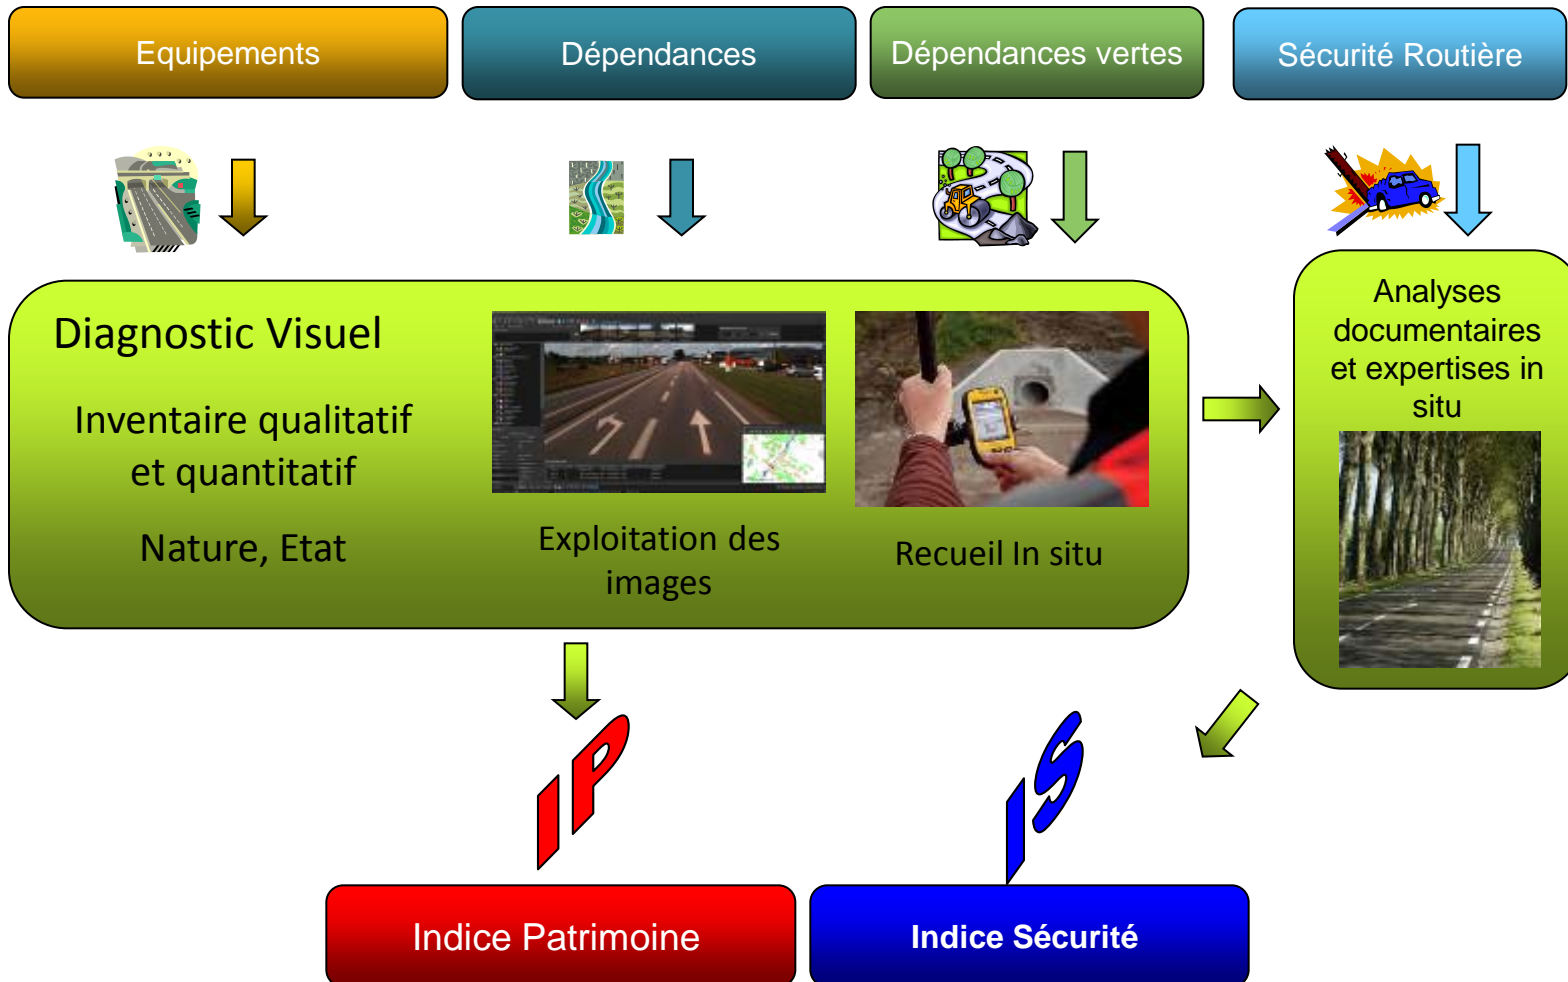 Equipements
Dépendances
Dépendances vertes
Sécurité Routière
Diagnostic Visuel
Inventaire qualitatif
et quantitatif
Nature, Etat
Exploitation des
images
Recueil In situ
Analyses
documentaires
et expertises in
situ
IP
IS
Indice Patrimoine
Indice Sécurité